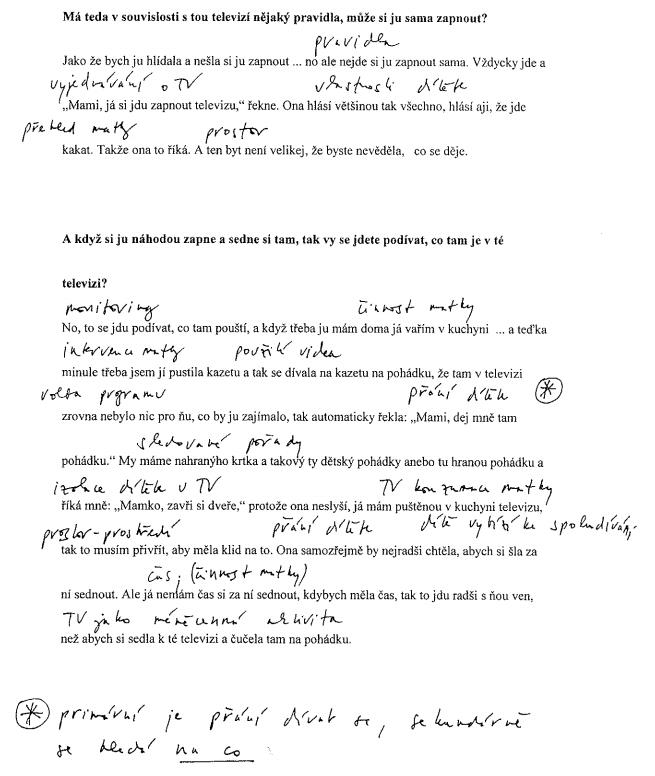 Má teda v souvislosti s tou televizí nějaký pravidla, může si ju sama zapnout?
pravidla
Jako že bych ju hlídala a nešla si ju zapnout ... no ale nejde si ju zapnout sama. Vždycky jde a
vyjednávání o TV vlastnosti dítěte
„Mami, já si jdu zapnout televizu,“ řekne. Ona hlásí většinou tak všechno, hlásí aji, že jde
přehled matky prostor
kakat. Takže ona to říká. A ten byt není velikej, že byste nevěděla, co se děje.
A když si ju náhodou zapne a sedne si tam, tak vy se jdete podívat, co tam je v té
televizi?
monitoring činnost matky
No, to se jdu podívat, co tam pouští, a když třeba ju mám doma já vařím v kuchyni ... a teďka
intervence matky použití videa
minule třeba jsem jí pustila kazetu a tak se dívala na kazetu na pohádku, že tam v televizi
volba programu přání dítěte *
zrovna nebylo nic pro ňu, co by ju zajímalo, tak automaticky řekla: „Mami, dej mně tam
sledované pořady
pohádku.“ My máme nahranýho krtka a takový ty dětský pohádky anebo tu hranou pohádku a
izolace dítěte u TV TV konzumace matky
říká mně: „Mamko, zavři si dveře,“ protože ona neslyší, já mám puštěnou v kuchyni televizu,
prostor-prostředí přání dítěte dítě vybízí ke spoludívání
tak to musím přivřít, aby měla klid na to. Ona samozřejmě by nejradši chtěla, abych si šla za
čas; (činnost matky)
ní sednout. Ale já nemám čas si za ní sednout, kdybych měla čas, tak to jdu radši s ňou ven,
TV jako méněcenná aktivita
než abych si sedla k té televizi a čučela tam na pohádku.
* primární je přání dívat se, sekundárně
se hledí na co